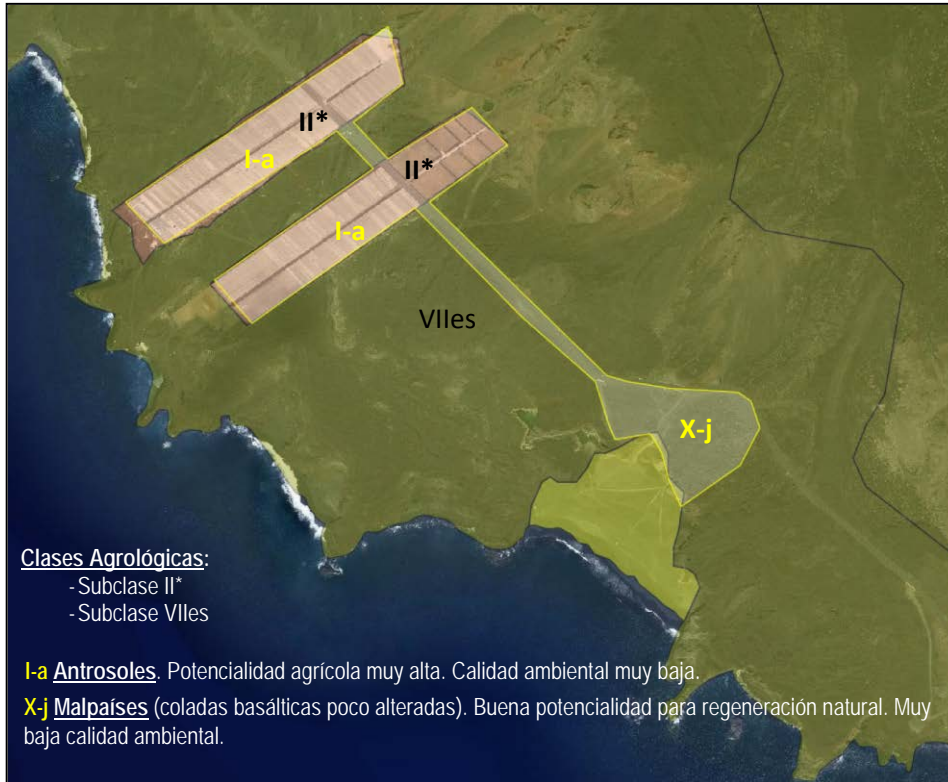 II*
I-a
II*
I-a
VIIes
X-j
Clases Agrológicas:
- Subclase II*
- Subclase VIIes
I-a Antrosoles. Potencialidad agrícola muy alta. Calidad ambiental muy baja.
X-j Malpaíses (coladas basálticas poco alteradas). Buena potencialidad para regeneración natural. Muy
baja calidad ambiental.